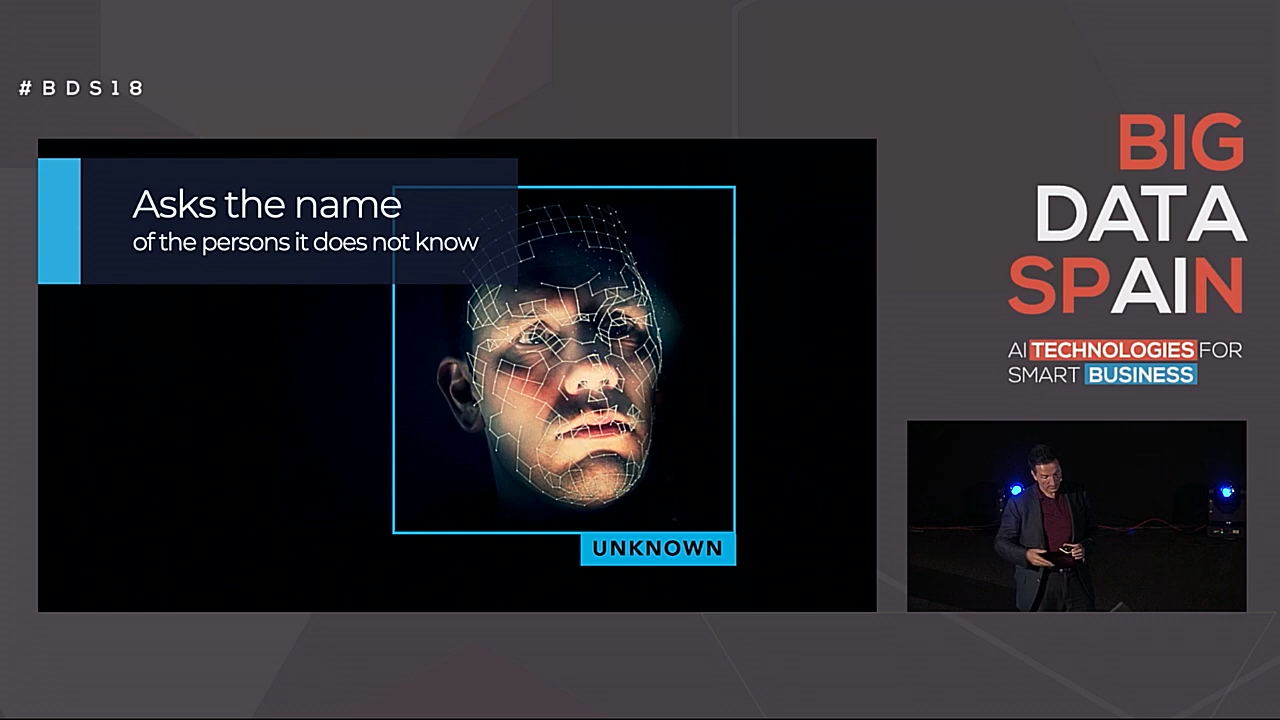 #BDS18
Asks the name
of the persons it does not know
UNKNOWN
BIG
DATA
SPAIN
AI TECHNOLOGIES FOR
SMART BUSINESS